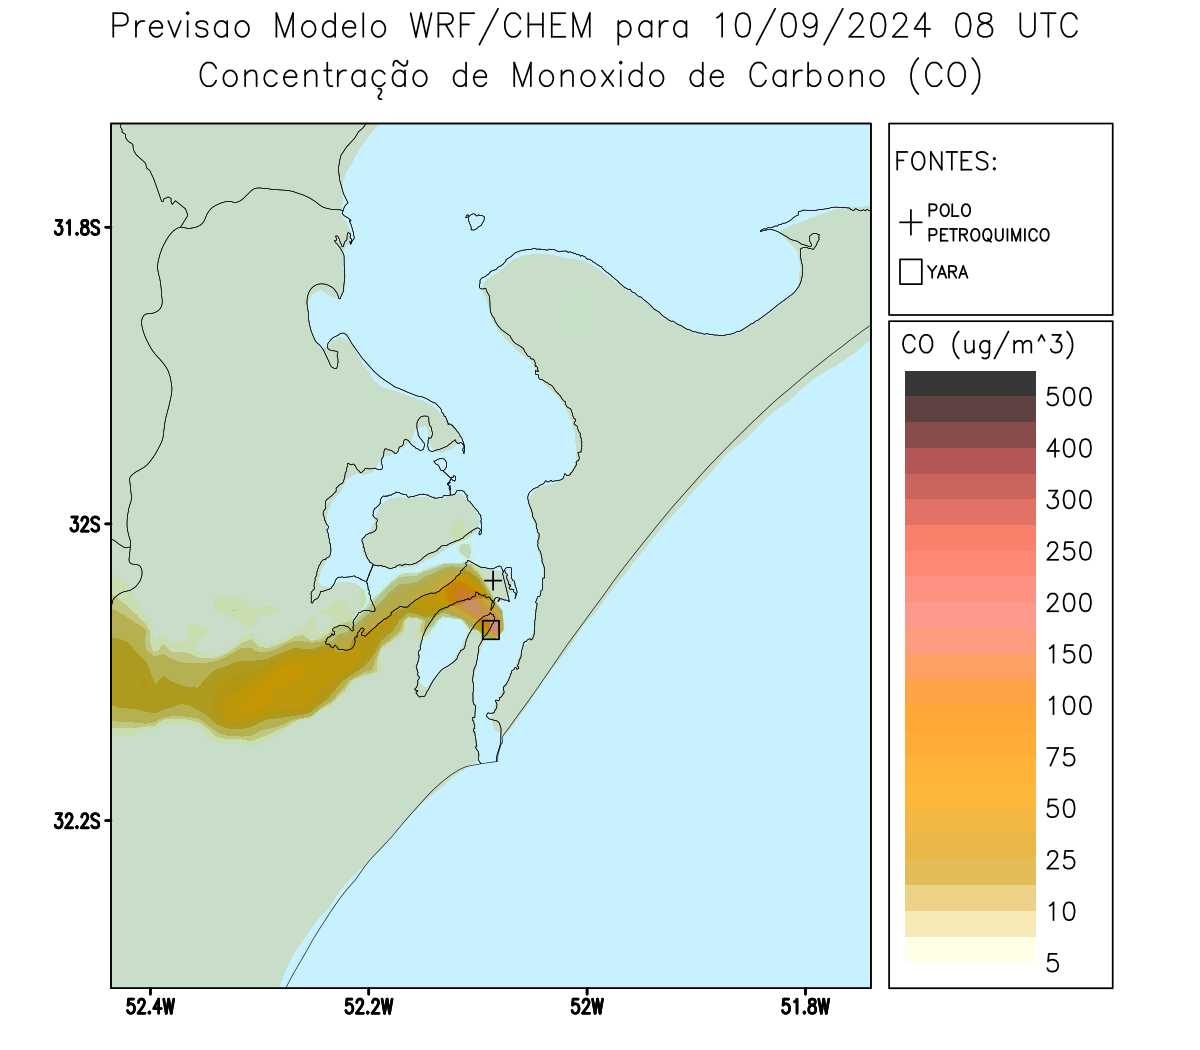 Previsao Modelo WRF/CHEM para 10/09/2024 08 UTC
Concentração de Monoxido de Carbono (CO)
FONTES:
POLO
PETROQUIMICO
YARA
CO (ug/m^3)
500
400
300
250
200
150
100
75
50
25
10
5
31.8S
32S
32.2S
52.4W
52.2W
52W
51.8W